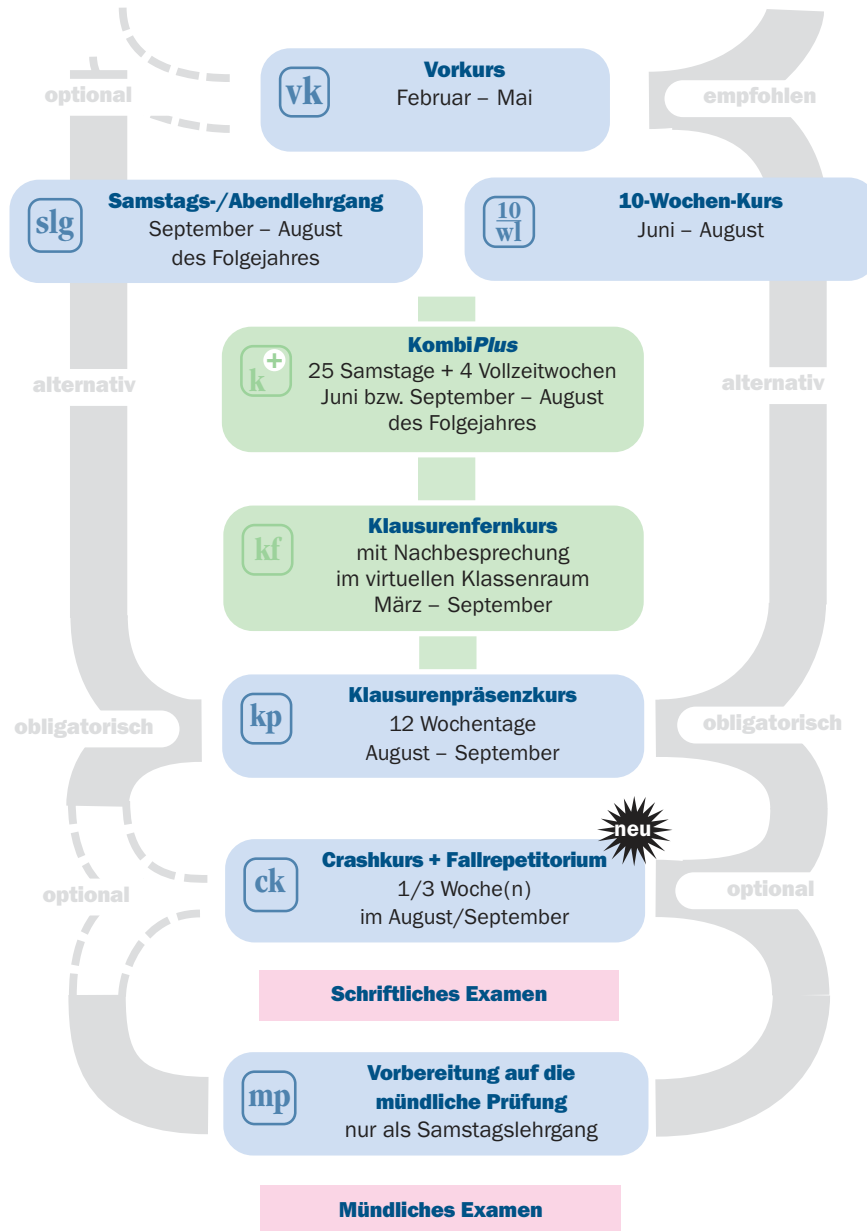 vk
Vorkurs
Februar – Mai
optional
empfohlen
slg
Samstags-/Abendlehrgang
September – August
des Folgejahres
10
wl
10-Wochen-Kurs
Juni – August
k+
KombiPlus
25 Samstage + 4 Vollzeitwochen
Juni bzw. September – August
des Folgejahres
alternativ
alternativ
kf
Klausurenfernkurs
mit Nachbesprechung
im virtuellen Klassenraum
März – September
kp
Klausurenpräsenzkurs
12 Wochentage
August – September
obligatorisch
obligatorisch
neu
ck
Crashkurs + Fallrepetitorium
1/3 Woche(n)
im August/September
optional
optional
Schriftliches Examen
mp
Vorbereitung auf die
mündliche Prüfung
nur als Samstagslehrgang
Mündliches Examen